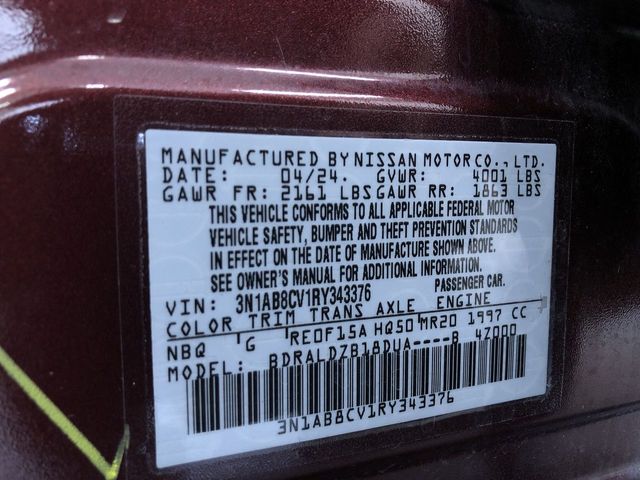 MANUFACTURED BY NISSAN MOTOR CO., LTD.
DATE: 04/24. GVWR: 4001 LBS
GAWR FR: 2161 LBS GAWR RR: 1863 LBS
THIS VEHICLE CONFORMS TO ALL APPLICABLE FEDERAL MOTOR
VEHICLE SAFETY, BUMPER AND THEFT PREVENTION STANDARDS
IN EFFECT ON THE DATE OF MANUFACTURE SHOWN ABOVE.
SEE OWNER'S MANUAL FOR ADDITIONAL INFORMATION.
VIN: 3N1AB8CV1RY343376 PASSENGER CAR.
COLOR TRIM TRANS AXLE ENGINE
NBQ G RE0F15A HQ50 MR20 1997 CC
MODEL: BDRALDZB18DUA----B 4Z000
3N1AB8CV1RY343376